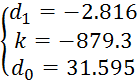 d₁ = −2.816
k = −879.3
d₀ = 31.595